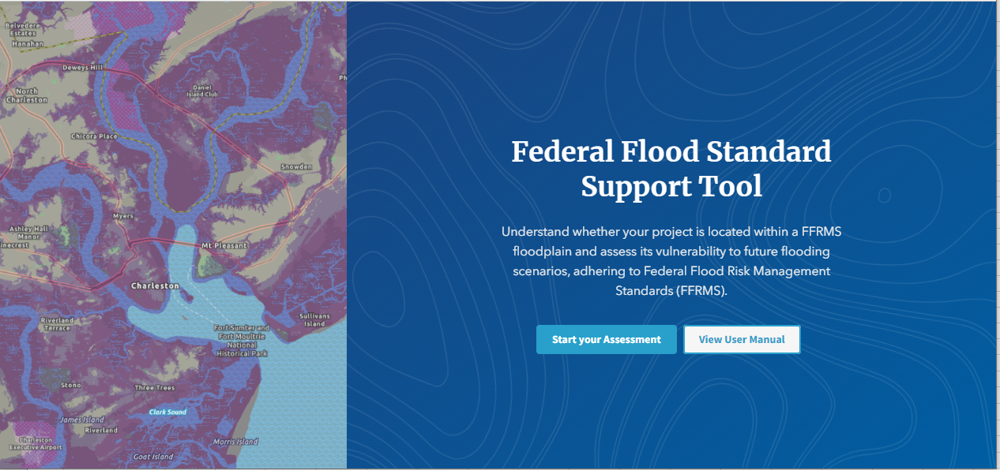 Belvedere
Estates
Hanahan
Deweys Hill
North
Charleston
Daniel
Island Club
Ph
Chicora Place
Snowden
Myers
Ashley Hall
Manor
inecrest
Mt Pleasant
Charleston
Riverland
Terrace
Fort Sumter and
Fort Moultrie
National
Historical Park
Sullivans
Island
Stono
Three Trees
Clark Sound
James Island
Riverland
Charleston
Executive Airport
Morris Island
Goat Island
Federal Flood Standard
Support Tool
Understand whether your project is located within a FFRMS
floodplain and assess its vulnerability to future flooding
scenarios, adhering to Federal Flood Risk Management
Standards (FFRMS).
Start your Assessment
View User Manual